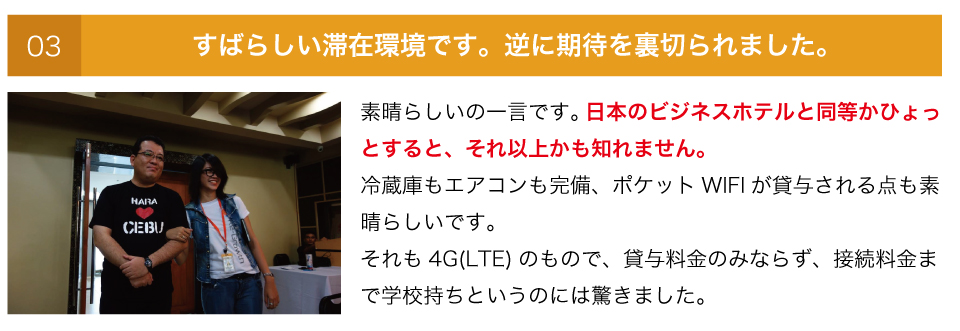 03
すばらしい滞在環境です。逆に期待を裏切られました。
素晴らしいの一言です。日本のビジネスホテルと同等かひょっ
とすると、それ以上かも知れません。
冷蔵庫もエアコンも完備、ポケット WIFI が貸与される点も素
晴らしいです。
それも 4G(LTE) のもので、貸与料金のみならず、接続料金ま
で学校持ちというのには驚きました。
HARA
CEBU